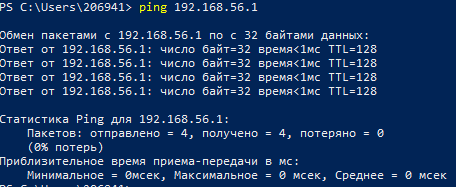 PS C:\Users\206941> ping 192.168.56.1
Обмен пакетами с 192.168.56.1 по с 32 байтами данных:
Ответ от 192.168.56.1: число байт=32 время<1мс TTL=128
Ответ от 192.168.56.1: число байт=32 время<1мс TTL=128
Ответ от 192.168.56.1: число байт=32 время<1мс TTL=128
Ответ от 192.168.56.1: число байт=32 время<1мс TTL=128
Статистика Ping для 192.168.56.1:
Пакетов: отправлено = 4, получено = 4, потеряно = 0
(0% потерь)
Приблизительное время приема-передачи в мс:
Минимальное = 0мсек, Максимальное = 0 мсек, Среднее = 0 мсек
PS C:\Users\206941>